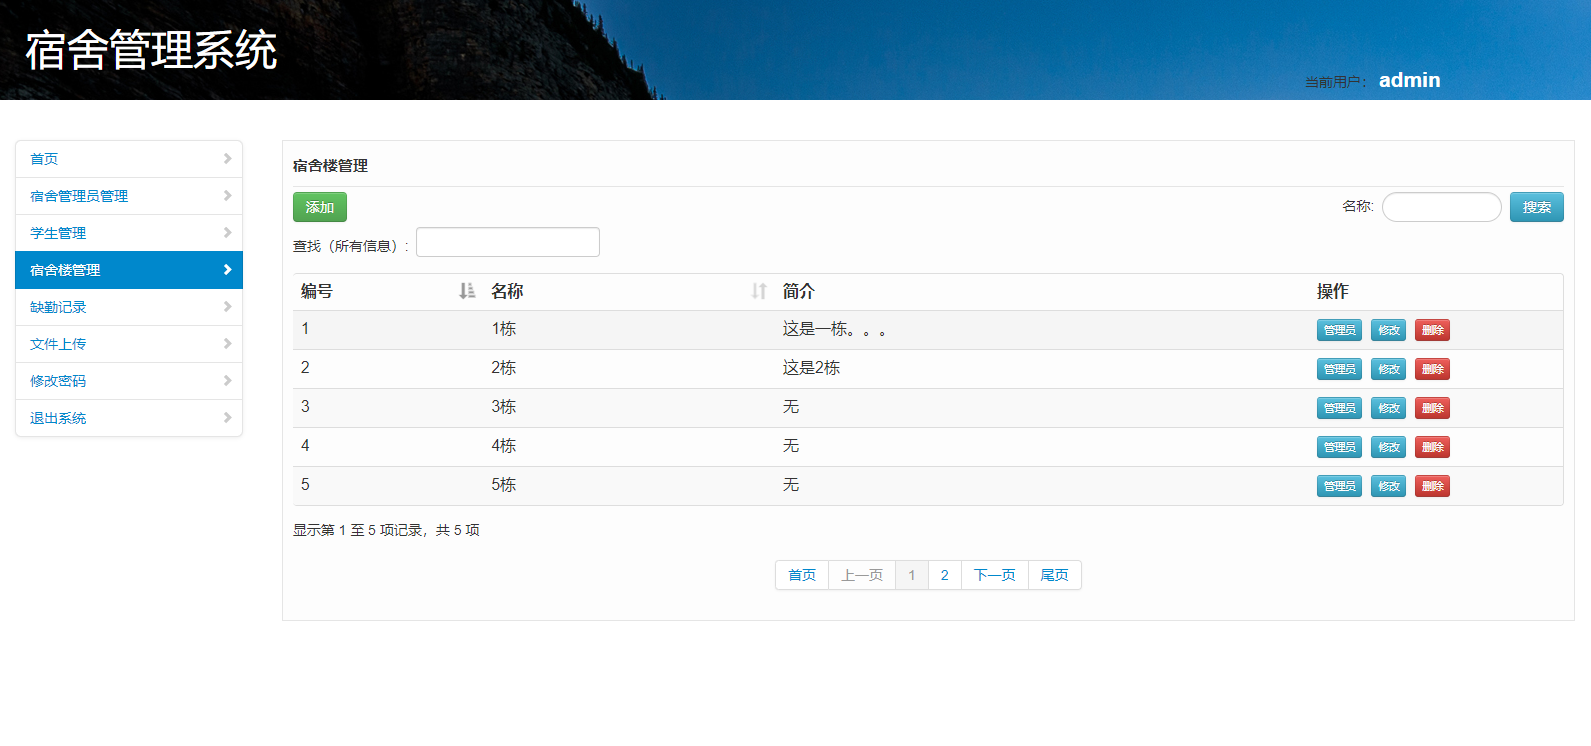 宿舍管理系统
当前用户： admin
首页
宿舍管理员管理
学生管理
宿舍楼管理
缺勤记录
文件上传
修改密码
退出系统
宿舍楼管理
添加 名称: 搜索
查找（所有信息）:
编号 名称 简介 操作
1 1栋 这是一栋。。。 管理员 修改 删除
2 2栋 这是2栋 管理员 修改 删除
3 3栋 无 管理员 修改 删除
4 4栋 无 管理员 修改 删除
5 5栋 无 管理员 修改 删除
显示第 1 至 5 项记录，共 5 项
首页 上一页 1 2 下一页 尾页